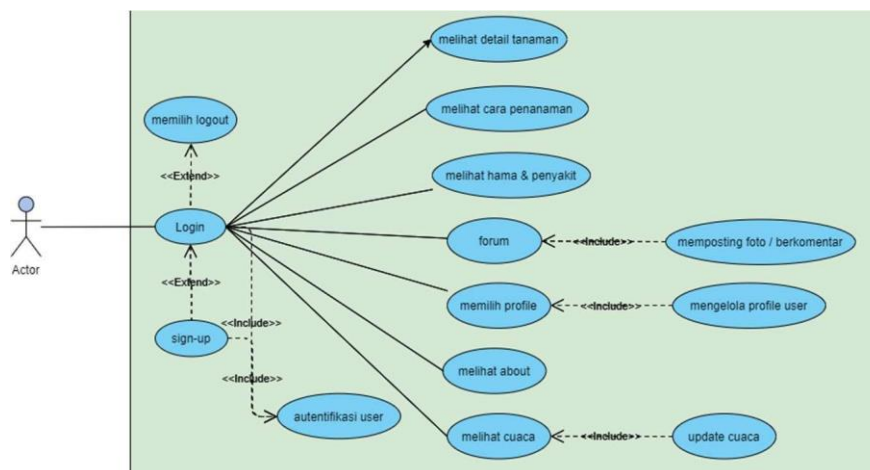 melihat detail tanaman
melihat cara penanaman
memilih logout
<<Extend>>
melihat hama & penyakit
Login
forum
<<Include>>
memposting foto / berkomentar
Actor
<<Extend>>
memilih profile
<<Include>>
mengelola profile user
<<Include>>
sign-up
melihat about
<<Include>>
autentifikasi user
melihat cuaca
<<Include>>
update cuaca